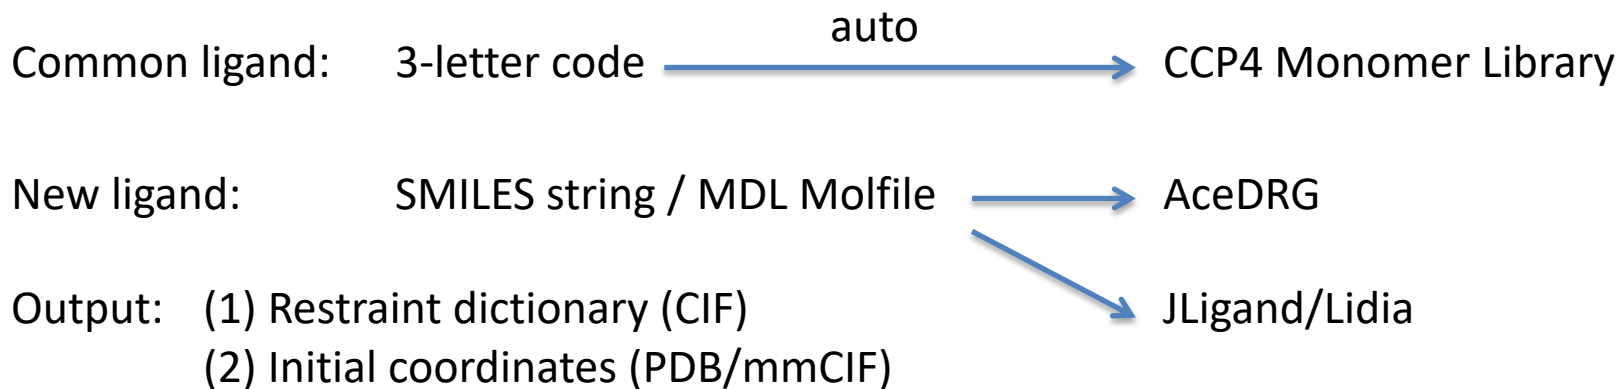 auto
Common ligand: 3-letter code CCP4 Monomer Library
New ligand: SMILES string / MDL Molfile AceDRG
Output: (1) Restraint dictionary (CIF) JLigand/Lidia
(2) Initial coordinates (PDB/mmCIF)